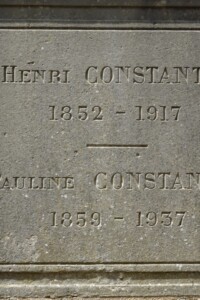 HENRI CONSTANT
1852 - 1917
AULINE CONSTAN
1859 - 1937